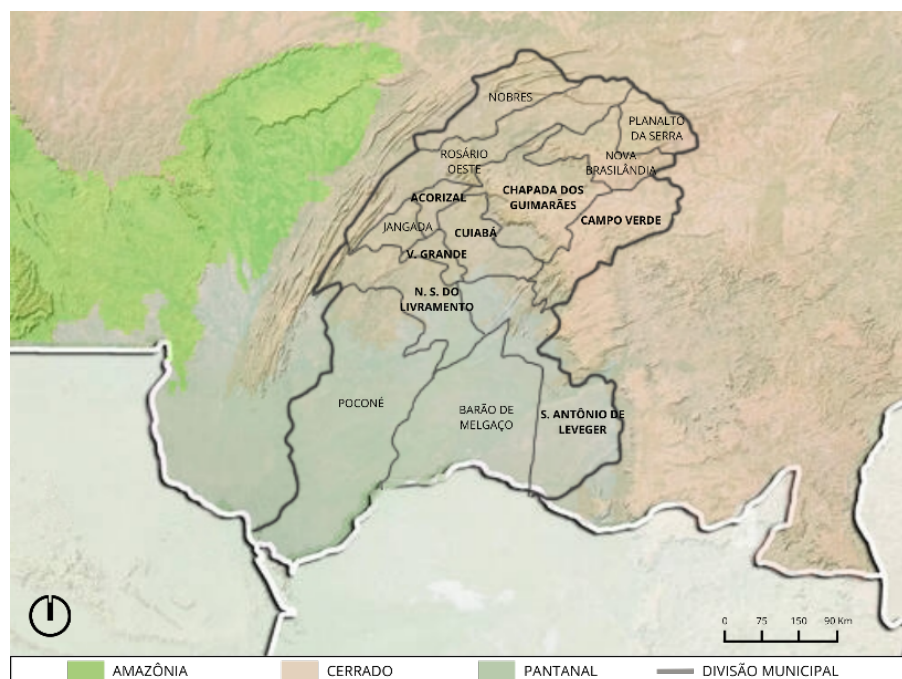 NOBRES
PLANALTO
DA SERRA
ROSÁRIO
OESTE
NOVA
BRASILÂNDIA
CHAPADA DOS
GUIMARÃES
ACORIZAL
CAMPO VERDE
JANGADA
CUIABÁ
V. GRANDE
N. S. DO
LIVRAMENTO
POCONÉ
BARÃO DE
MELGAÇO
S. ANTÔNIO DE
LEVEGER
0 75 150 90 Km
AMAZÔNIA CERRADO PANTANAL DIVISÃO MUNICIPAL